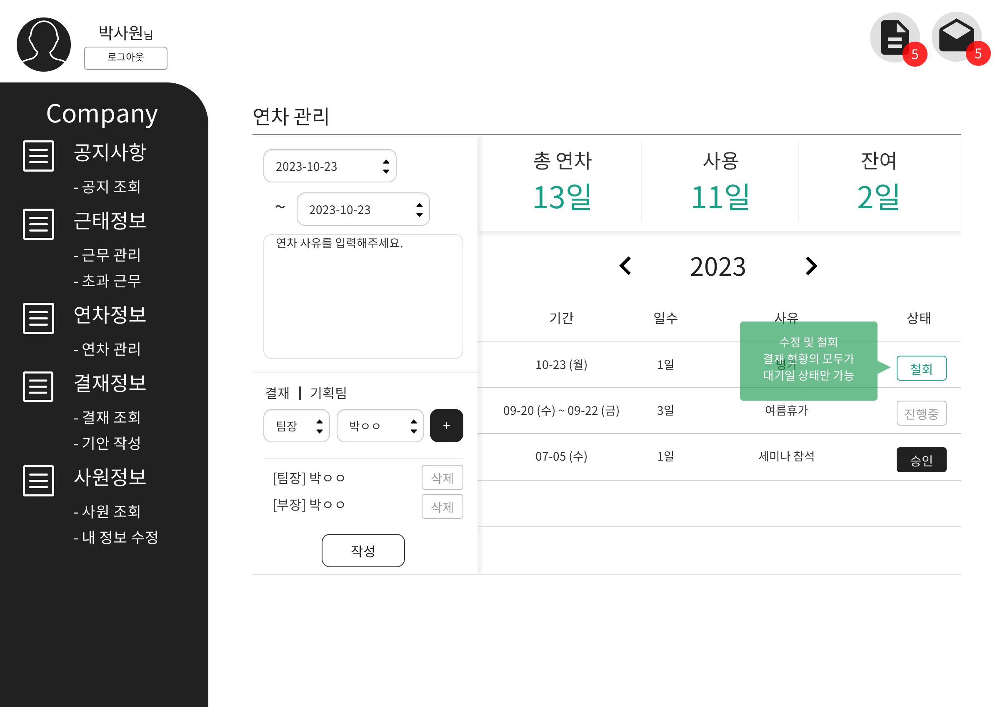 박사원님
로그아웃
5
5
Company
공지사항
- 공지 조회
근태정보
- 근무 관리
- 초과 근무
연차정보
- 연차 관리
결재정보
- 결재 조회
- 기안 작성
사원정보
- 사원 조회
- 내 정보 수정
연차 관리
2023-10-23
~ 2023-10-23
연차 사유를 입력해주세요.
결재 | 기획팀
팀장 박ㅇㅇ +
[팀장] 박ㅇㅇ 삭제
[부장] 박ㅇㅇ 삭제
작성
총 연차 사용 잔여
13일 11일 2일
2023
기간 일수 사유 상태
10-23 (월) 1일 병가 철회
수정 및 철회
결재 현황의 모두가
대기일 상태만 가능
09-20 (수) ~ 09-22 (금) 3일 여름휴가 진행중
07-05 (수) 1일 세미나 참석 승인